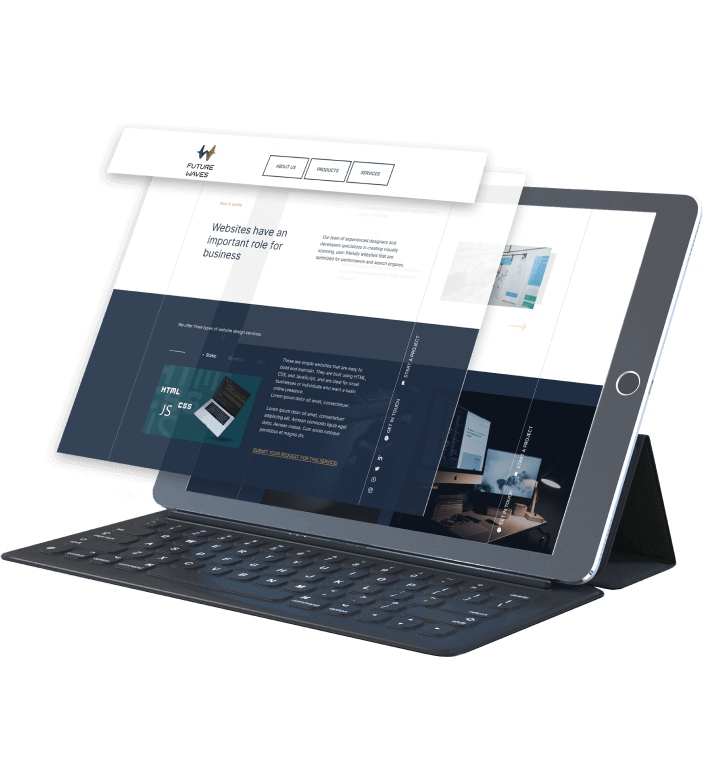 FUTURE
WAVES
ABOUT US
PRODUCTS
SERVICES
Websites have an
important role for
business
Our team of experienced designers and
developers specializes in creating visually
stunning, user-friendly websites that are
optimized for performance and search engines.
We offer three types of website design services:
Static
HTML
JS
CSS
These are simple websites that are easy to
build and maintain. They are built using HTML,
CSS, and JavaScript, and are ideal for small
businesses or individuals who want a basic
online presence.
Lorem ipsum dolor sit amet, consectetuer
Lorem ipsum dolor sit amet, consectetuer
adipiscing elit. Aenean commodo ligula eget
dolor. Aenean massa. Cum sociis natoque
penatibus et magnis dis
SUBMIT YOUR REQUEST FOR THIS SERVICE!
START A PROJECT
GET IN TOUCH
START A PROJECT
GET IN TOUCH